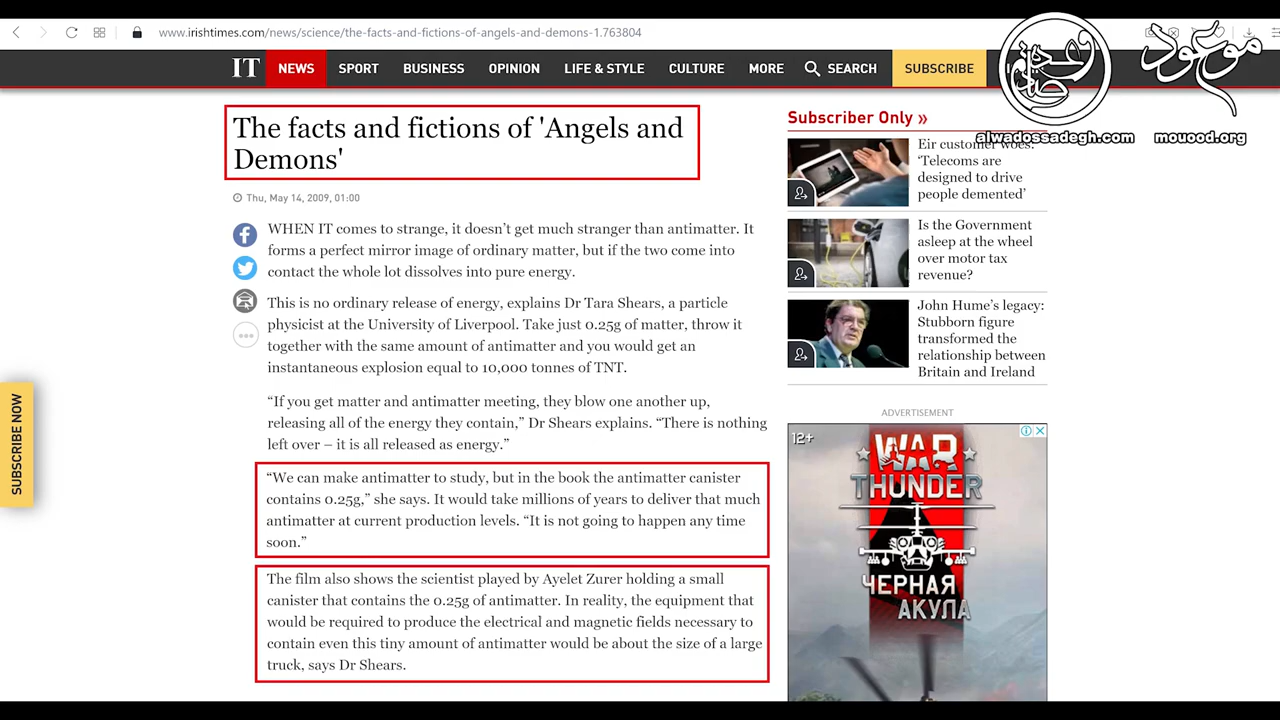 www.irishtimes.com/news/science/the-facts-and-fictions-of-angels-and-demons-1.763804
وعده صادق
موعود
IT NEWS SPORT BUSINESS OPINION LIFE & STYLE CULTURE MORE SEARCH SUBSCRIBE
alwadossadegh.com mouood.org
The facts and fictions of 'Angels and
Demons'
Thu, May 14, 2009, 01:00
WHEN IT comes to strange, it doesn't get much stranger than antimatter. It
forms a perfect mirror image of ordinary matter, but if the two come into
contact the whole lot dissolves into pure energy.
This is no ordinary release of energy, explains Dr Tara Shears, a particle
physicist at the University of Liverpool. Take just 0.25g of matter, throw it
together with the same amount of antimatter and you would get an
instantaneous explosion equal to 10,000 tonnes of TNT.
“If you get matter and antimatter meeting, they blow one another up,
releasing all of the energy they contain,” Dr Shears explains. “There is nothing
left over – it is all released as energy.”
“We can make antimatter to study, but in the book the antimatter canister
contains 0.25g,” she says. It would take millions of years to deliver that much
antimatter at current production levels. “It is not going to happen any time
soon.”
The film also shows the scientist played by Ayelet Zurer holding a small
canister that contains the 0.25g of antimatter. In reality, the equipment that
would be required to produce the electrical and magnetic fields necessary to
contain even this tiny amount of antimatter would be about the size of a large
truck, says Dr Shears.
SUBSCRIBE NOW
Subscriber Only »
Eir customer woes:
‘Telecoms are
designed to drive
people demented’
Is the Government
asleep at the wheel
over motor tax
revenue?
John Hume’s legacy:
Stubborn figure
transformed the
relationship between
Britain and Ireland
ADVERTISEMENT
12+
WAR
THUNDER
ЧЕРНАЯ
АКУЛА